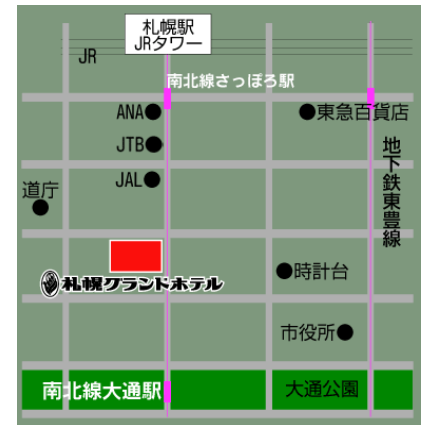 札幌駅
JRタワー
JR
南北線さっぽろ駅
ANA●
●東急百貨店
JTB●
地下鉄東豊線
JAL●
道庁
●
札幌グランドホテル
●時計台
市役所●
南北線大通駅
大通公園